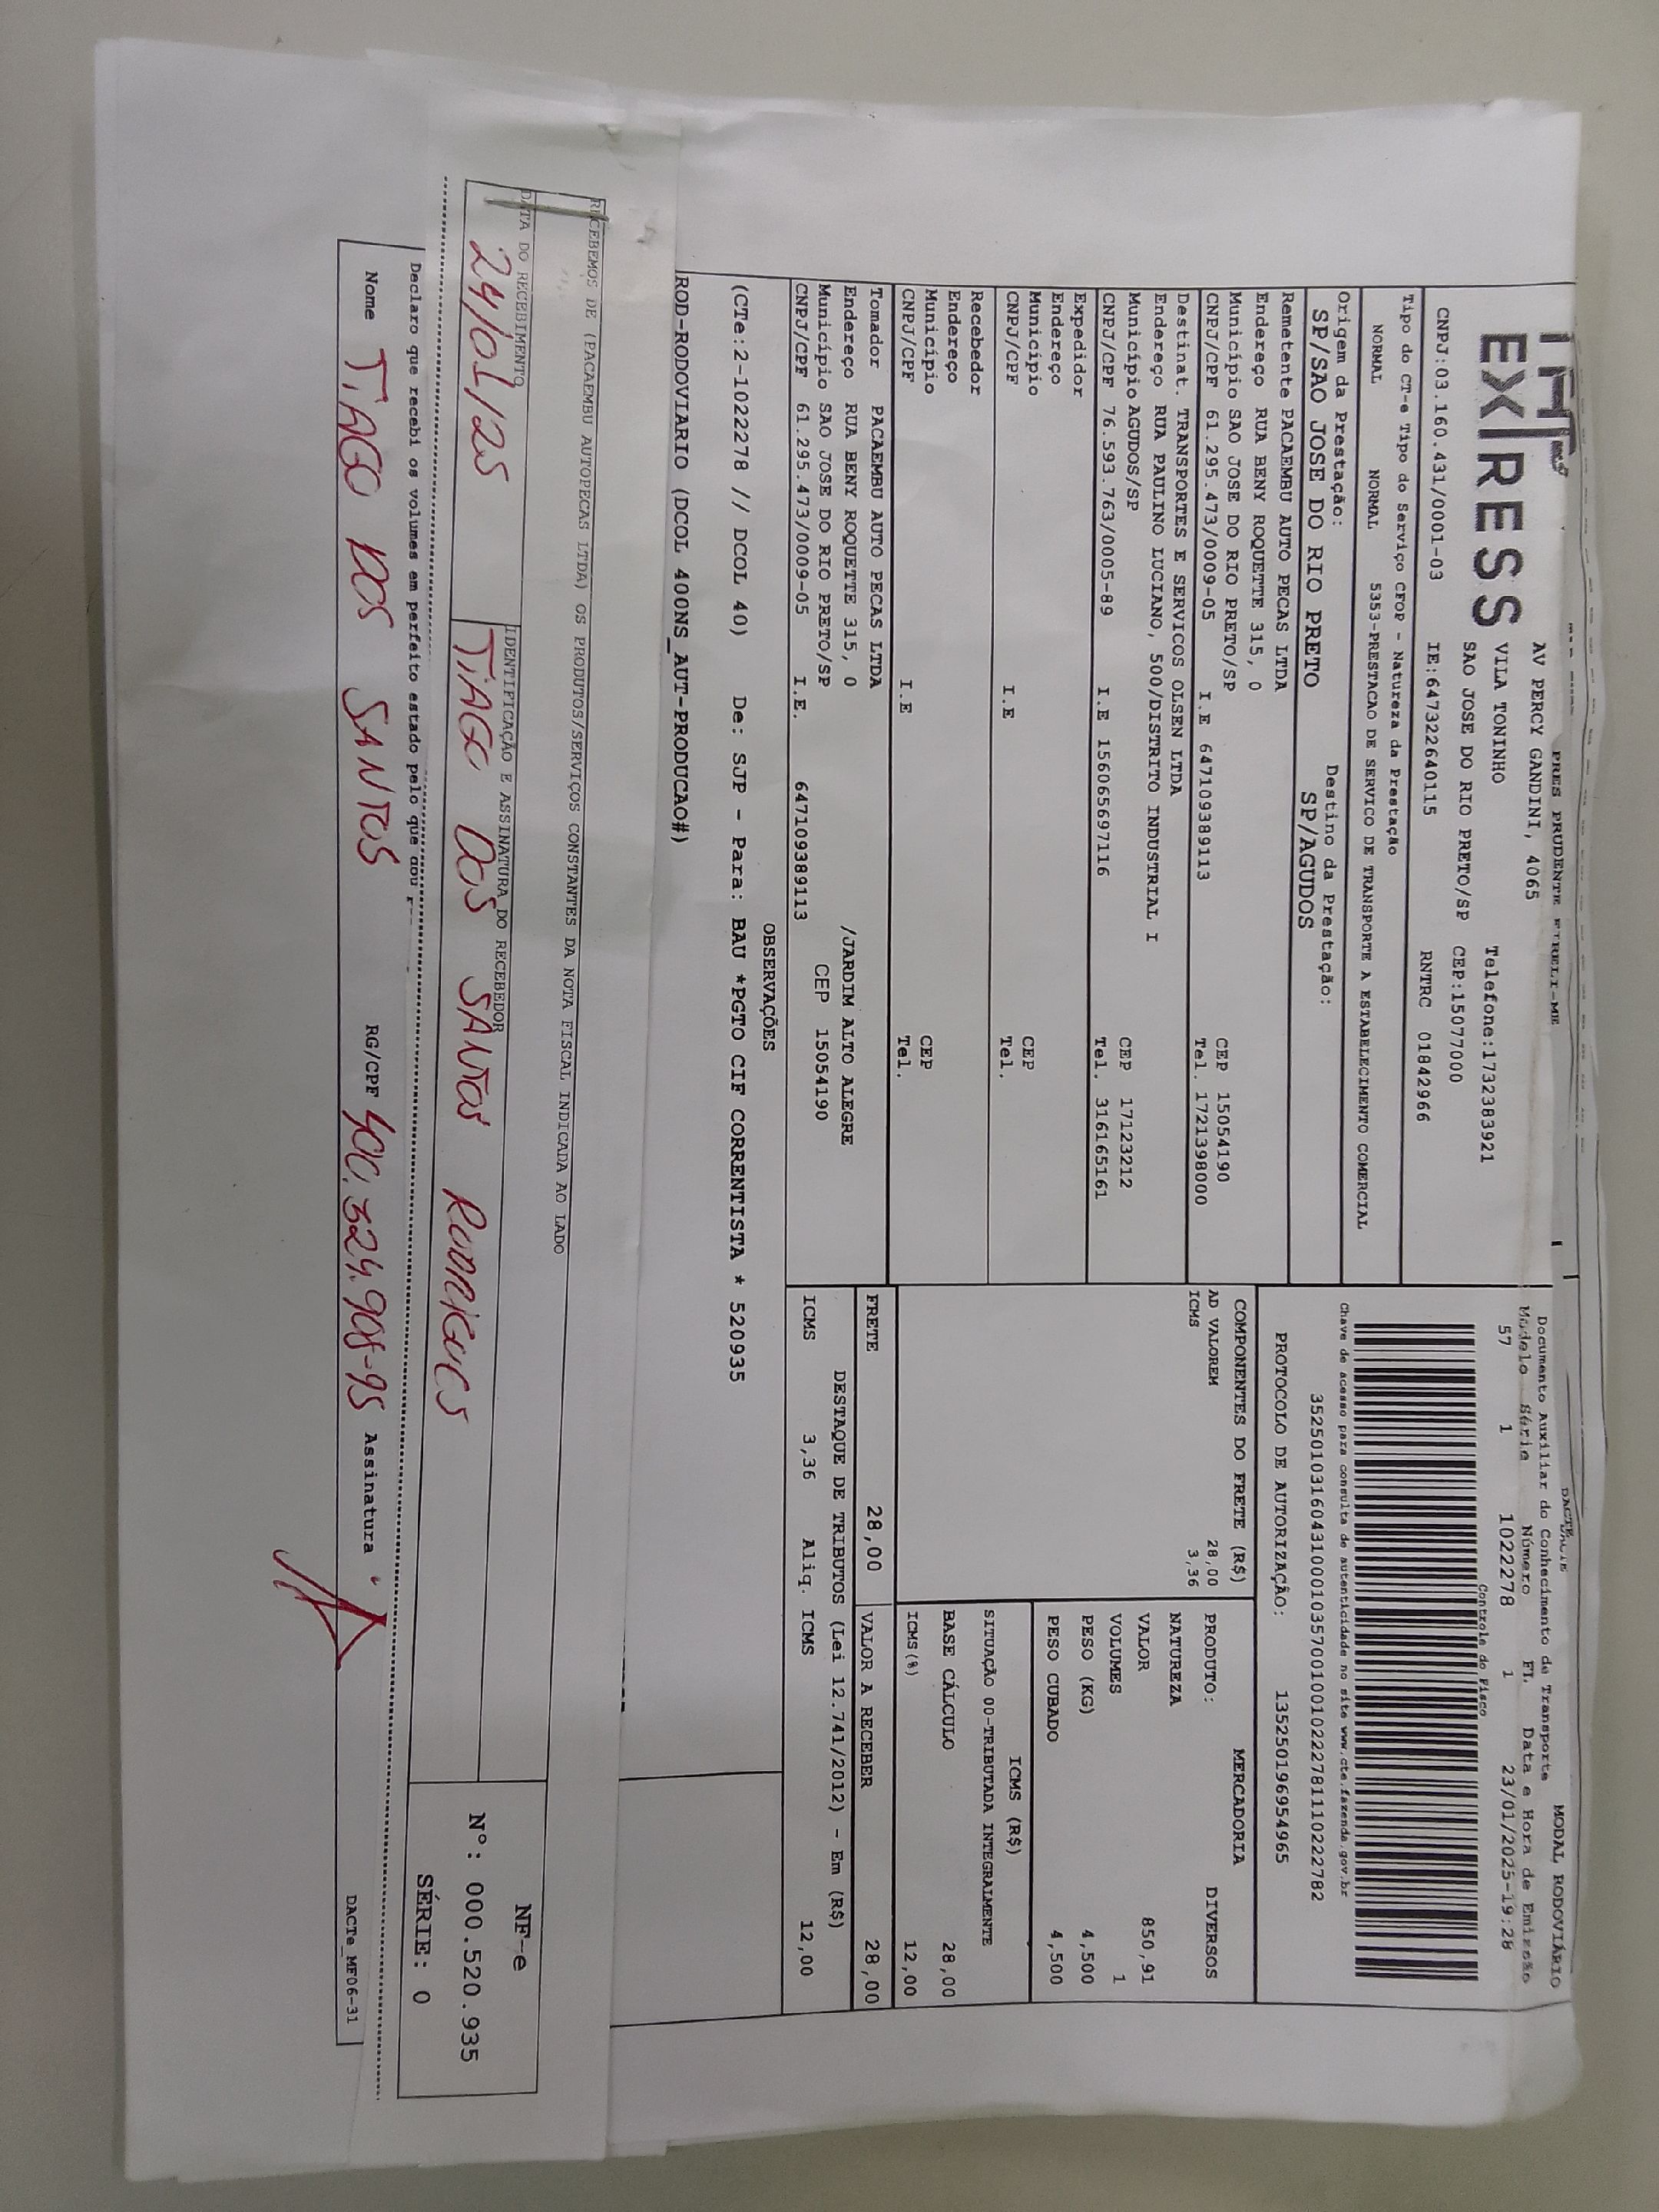 EXPRESS
PRES PRUDENTE EIRELI-ME
AV PERCY GANDINI, 4065
VILA TONINHO
SAO JOSE DO RIO PRETO/SP
Telefone:1732383921
CEP:15077000
CNPJ:03.160.431/0001-03 IE:647322640115 RNTRC 01842966
Tipo do CT-e Tipo do Serviço CFOP - Natureza da Prestação
NORMAL NORMAL 5353-PRESTACAO DE SERVICO DE TRANSPORTE A ESTABELECIMENTO COMERCIAL
Origem da Prestação: Destino da Prestação:
SP/SAO JOSE DO RIO PRETO SP/AGUDOS
Remetente PACAEMBU AUTO PECAS LTDA
Endereço RUA BENY ROQUETTE 315, 0
Município SAO JOSE DO RIO PRETO/SP CEP 15054190
CNPJ/CPF 61.295.473/0009-05 I.E 647109389113 Tel. 1721398000
Destinat. TRANSPORTES E SERVICOS OLSEN LTDA
Endereço RUA PAULINO LUCIANO, 500/DISTRITO INDUSTRIAL I
Município AGUDOS/SP CEP 17123212
CNPJ/CPF 76.593.763/0005-89 I.E 156065697116 Tel. 316165161
Expedidor
Endereço
Município CEP
CNPJ/CPF I.E Tel.
Recebedor
Endereço
Município CEP
CNPJ/CPF I.E Tel.
Tomador PACAEMBU AUTO PECAS LTDA
Endereço RUA BENY ROQUETTE 315, 0 /JARDIM ALTO ALEGRE
Município SAO JOSE DO RIO PRETO/SP CEP 15054190
CNPJ/CPF 61.295.473/0009-05 I.E. 647109389113
DACTE
MODAL RODOVIÁRIO
Documento Auxiliar do Conhecimento de Transporte
Modelo Série Número FL Data e Hora de Emissão
57 1 1022278 1 23/01/2025-19:28
Controle do Fisco
Chave de acesso para consulta de autenticidade no site www.cte.fazenda.gov.br
35250103160431000103570010010222781110222782
PROTOCOLO DE AUTORIZAÇÃO: 135250196954965
COMPONENTES DO FRETE (R$)
AD VALOREM 28,00
ICMS 3,36
MERCADORIA
PRODUTO: DIVERSOS
NATUREZA
VALOR 850,91
VOLUMES 1
PESO (KG) 4,500
PESO CUBADO 4,500
ICMS (R$)
SITUAÇÃO 00-TRIBUTADA INTEGRALMENTE
BASE CÁLCULO 28,00
ICMS(%) 12,00
FRETE 28,00 VALOR A RECEBER 28,00
DESTAQUE DE TRIBUTOS (Lei 12.741/2012) - Em (R$)
ICMS 3,36 Aliq. ICMS 12,00
OBSERVAÇÕES
(CTe:2-1022278 // DCOL 40) De: SJP - Para: BAU *PGTO CIF CORRENTISTA * 520935
ROD-RODOVIARIO (DCOL 400NS_AUT-PRODUCAO#)
RECEBEMOS DE (PACAEMBU AUTOPECAS LTDA) OS PRODUTOS/SERVIÇOS CONSTANTES DA NOTA FISCAL INDICADA AO LADO
DATA DO RECEBIMENTO IDENTIFICAÇÃO E ASSINATURA DO RECEBEDOR
24/01/25 TIAGO DOS SANTOS RODRIGUES
NF-e
N°: 000.520.935
SÉRIE: 0
Declaro que recebi os volumes em perfeito estado pelo que dou
Nome TIAGO DOS SANTOS RG/CPF 400.324.908-95 Assinatura
DACTe_MF06-31